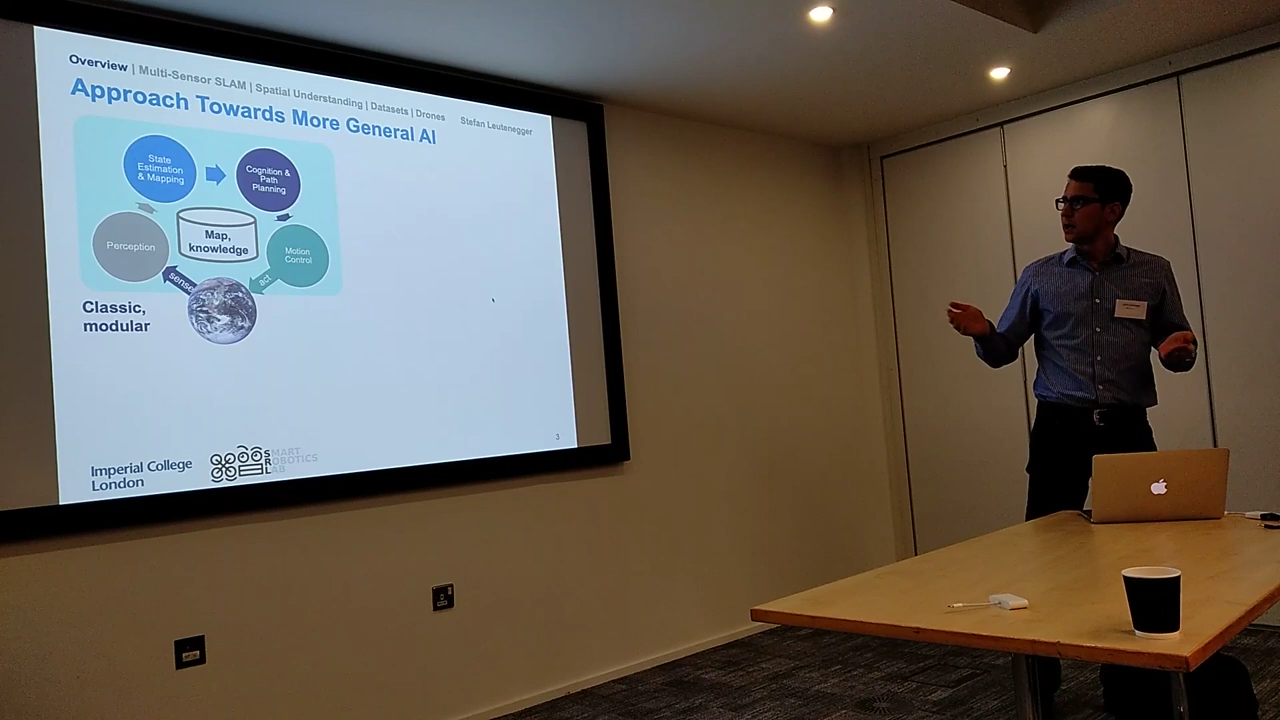 Overview | Multi-Sensor SLAM | Spatial Understanding | Datasets | Drones
Stefan Leutenegger
Approach Towards More General AI
State
Estimation
& Mapping
Cognition &
Path
Planning
Map,
knowledge
Perception
Motion
Control
sense
act
Classic,
modular
3
Imperial College
London
SMART
ROBOTICS
LAB